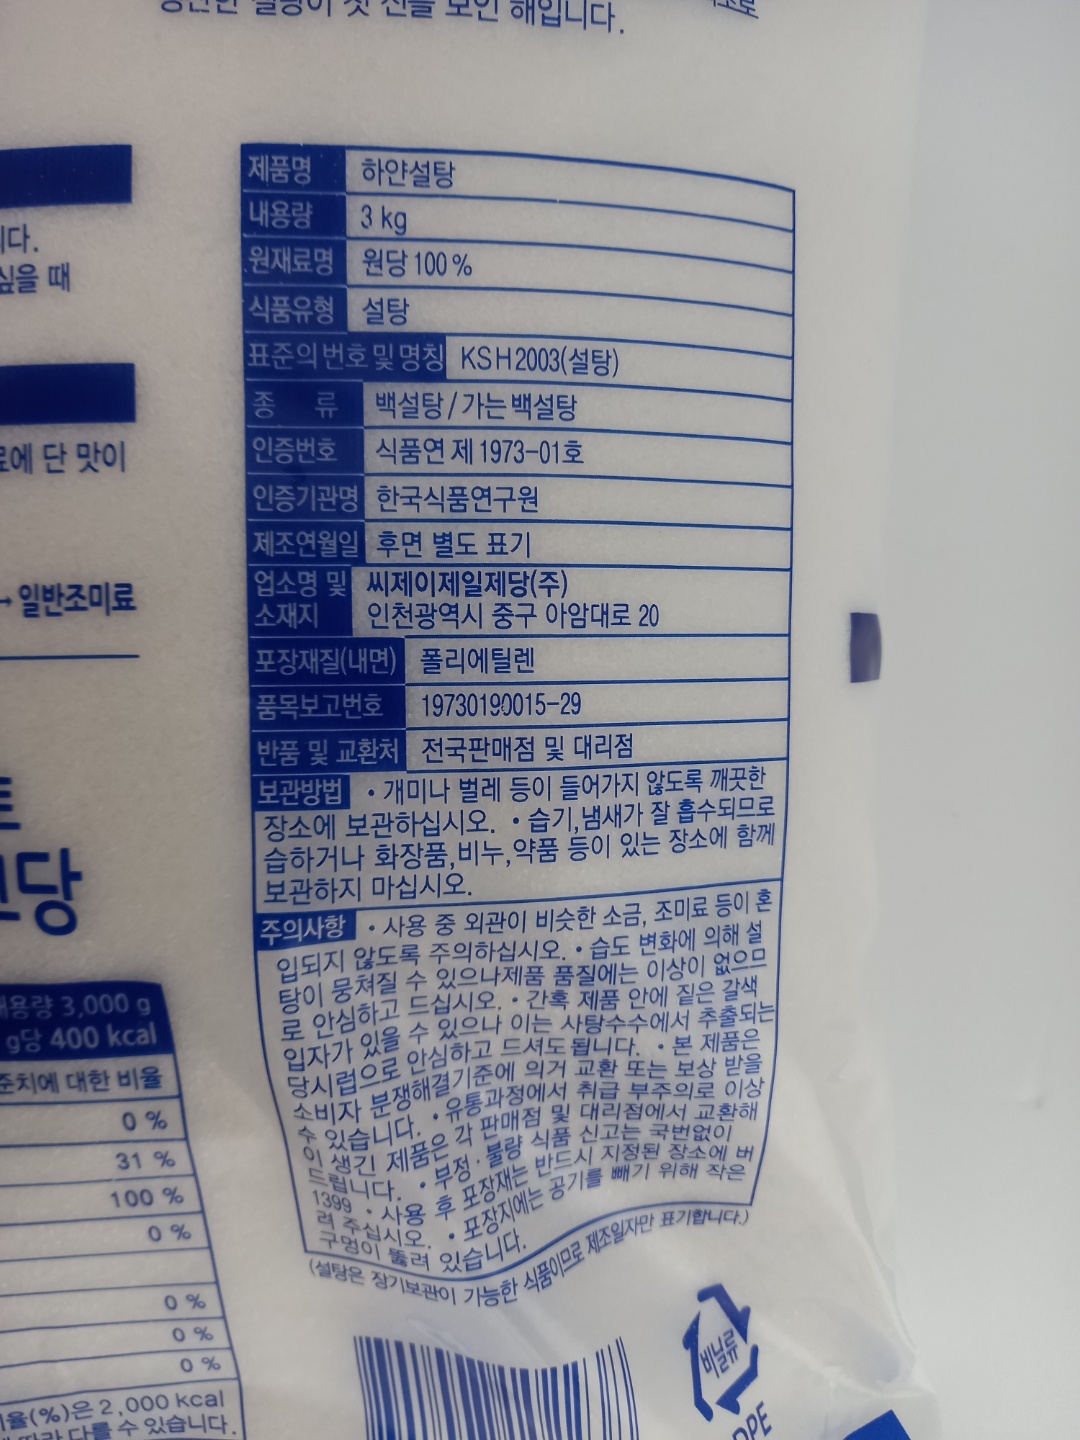 해입니다.
제품명 하얀설탕
내용량 3 kg
원재료명 원당 100 %
식품유형 설탕
표준의 번호 및 명칭 KS H 2003(설탕)
종 류 백설탕 / 가는 백설탕
인증번호 식품연 제 1973-01호
인증기관명 한국식품연구원
제조연월일 후면 별도 표기
업소명 및 씨제이제일제당(주)
소재지 인천광역시 중구 아암대로 20
포장재질(내면) 폴리에틸렌
품목보고번호 19730190015-29
반품 및 교환처 전국판매점 및 대리점
보관방법 • 개미나 벌레 등이 들어가지 않도록 깨끗한
장소에 보관하십시오. • 습기,냄새가 잘 흡수되므로
습하거나 화장품,비누,약품 등이 있는 장소에 함께
보관하지 마십시오.
주의사항 • 사용 중 외관이 비슷한 소금, 조미료 등이 혼
입되지 않도록 주의하십시오. • 습도 변화에 의해 설
탕이 뭉쳐질 수 있으나제품 품질에는 이상이 없으므
로 안심하고 드십시오. • 간혹 제품 안에 짙은 갈색
입자가 있을 수 있으나 이는 사탕수수에서 추출되는
당시럽으로 안심하고 드셔도 됩니다. • 본 제품은
소비자 분쟁해결기준에 의거 교환 또는 보상 받을
수 있습니다. • 유통과정에서 취급 부주의로 이상
이 생긴 제품은 각 판매점 및 대리점에서 교환해
드립니다. • 부정 · 불량 식품 신고는 국번없이
1399 • 사용 후 포장재는 반드시 지정된 장소에 버
려 주십시오. • 포장지에는 공기를 빼기 위해 작은
구멍이 뚫려 있습니다.
(설탕은 장기보관이 가능한 식품이므로 제조일자만 표기합니다.)
비닐류
싶을 때
단 맛이
→ 일반조미료
3,000 g
400 kcal
대한 비율
0 %
31 %
100 %
0 %
0 %
0 %
0 %
2,000 kcal
다를 수 있습니다.